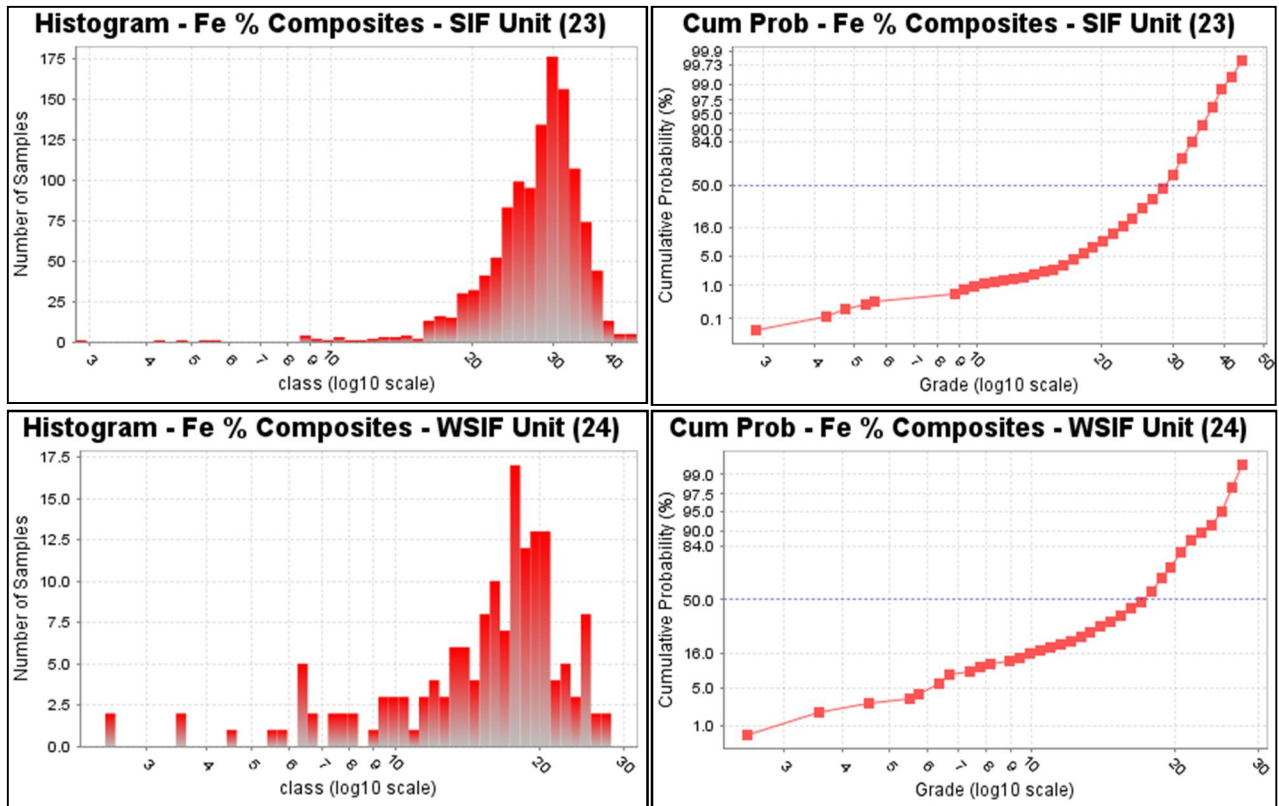 Histogram - Fe % Composites - SIF Unit (23)
Number of Samples
175
150
125
100
75
50
25
0
3 4 5 6 7 8 9 10 20 30 40
class (log10 scale)
Cum Prob - Fe % Composites - SIF Unit (23)
Cumulative Probability (%)
99.9
99.73
99.0
97.5
95.0
90.0
84.0
50.0
16.0
5.0
1.0
0.1
3 4 5 6 7 8 9 10 20 30 40 50
Grade (log10 scale)
Histogram - Fe % Composites - WSIF Unit (24)
Number of Samples
17.5
15.0
12.5
10.0
7.5
5.0
2.5
0.0
3 4 5 6 7 8 9 10 20 30
class (log10 scale)
Cum Prob - Fe % Composites - WSIF Unit (24)
Cumulative Probability (%)
99.0
97.5
95.0
90.0
84.0
50.0
16.0
5.0
1.0
3 4 5 6 7 8 9 10 20 30
Grade (log10 scale)